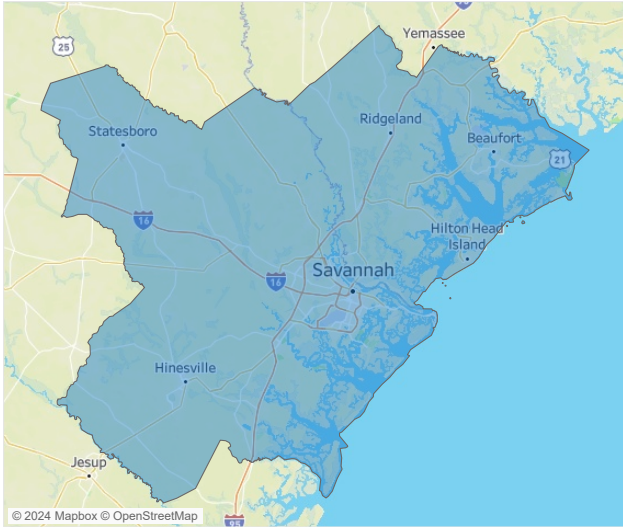 Yemassee
25
Statesboro
Ridgeland
Beaufort
21
16
Hilton Head
Island
Savannah
16
Hinesville
Jesup
95
© 2024 Mapbox © OpenStreetMap